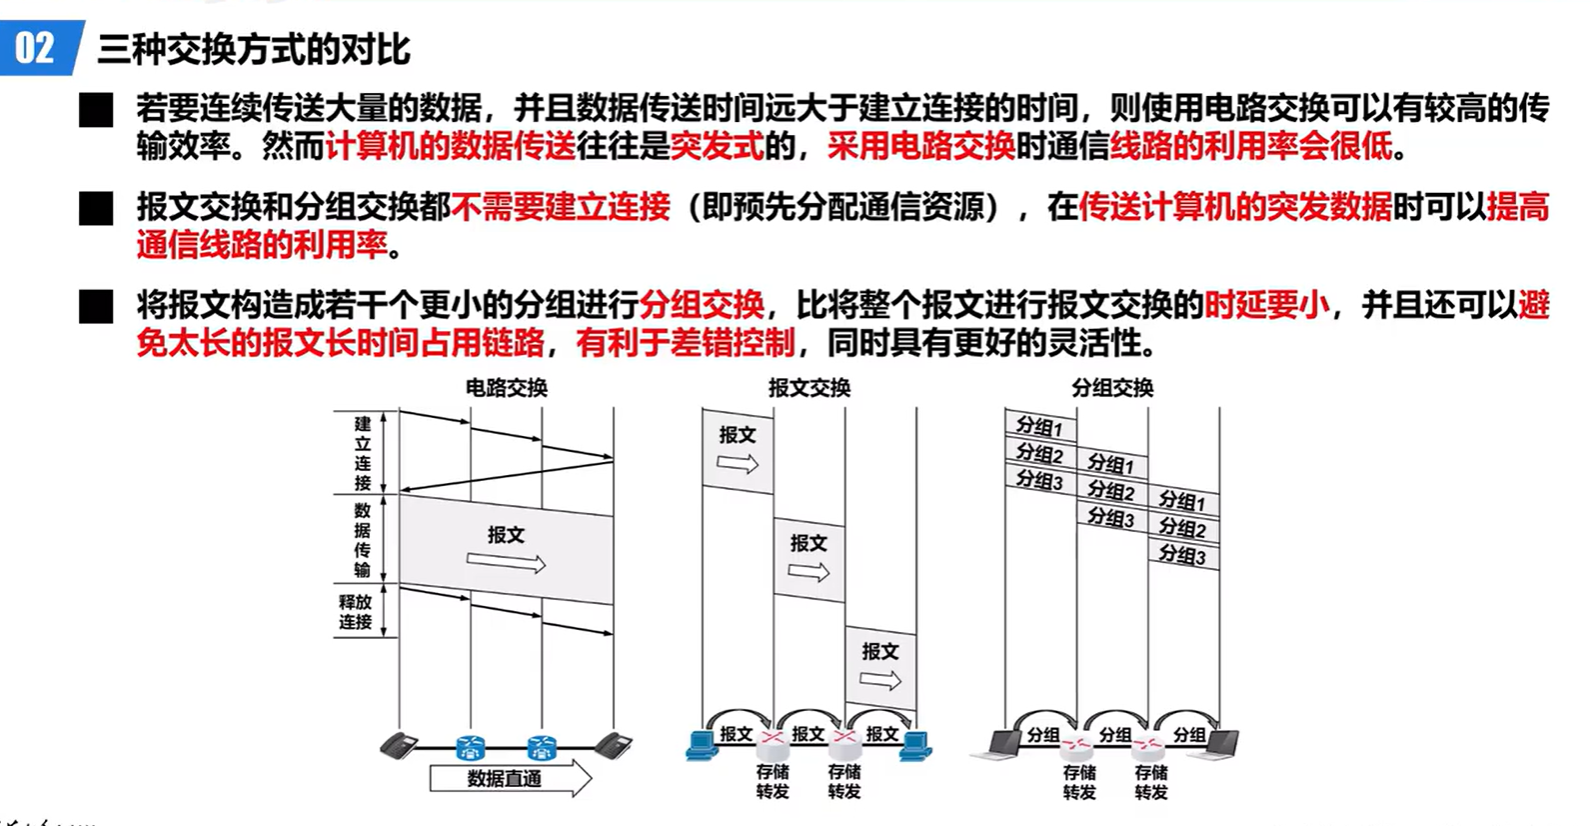 02 三种交换方式的对比
若要连续传送大量的数据，并且数据传送时间远大于建立连接的时间，则使用电路交换可以有较高的传
输效率。然而计算机的数据传送往往是突发式的，采用电路交换时通信线路的利用率会很低。
报文交换和分组交换都不需要建立连接（即预先分配通信资源），在传送计算机的突发数据时可以提高
通信线路的利用率。
将报文构造成若干个更小的分组进行分组交换，比将整个报文进行报文交换的时延要小，并且还可以避
免太长的报文长时间占用链路，有利于差错控制，同时具有更好的灵活性。
电路交换
建
立
连
接
数
据
传
输
释放
连接
报文
数据直通
报文交换
报文
报文
报文
报文 报文 报文
存储 存储
转发 转发
分组交换
分组1
分组2 分组1
分组3 分组2 分组1
分组3 分组2
分组3
分组 分组 分组
存储 存储
转发 转发